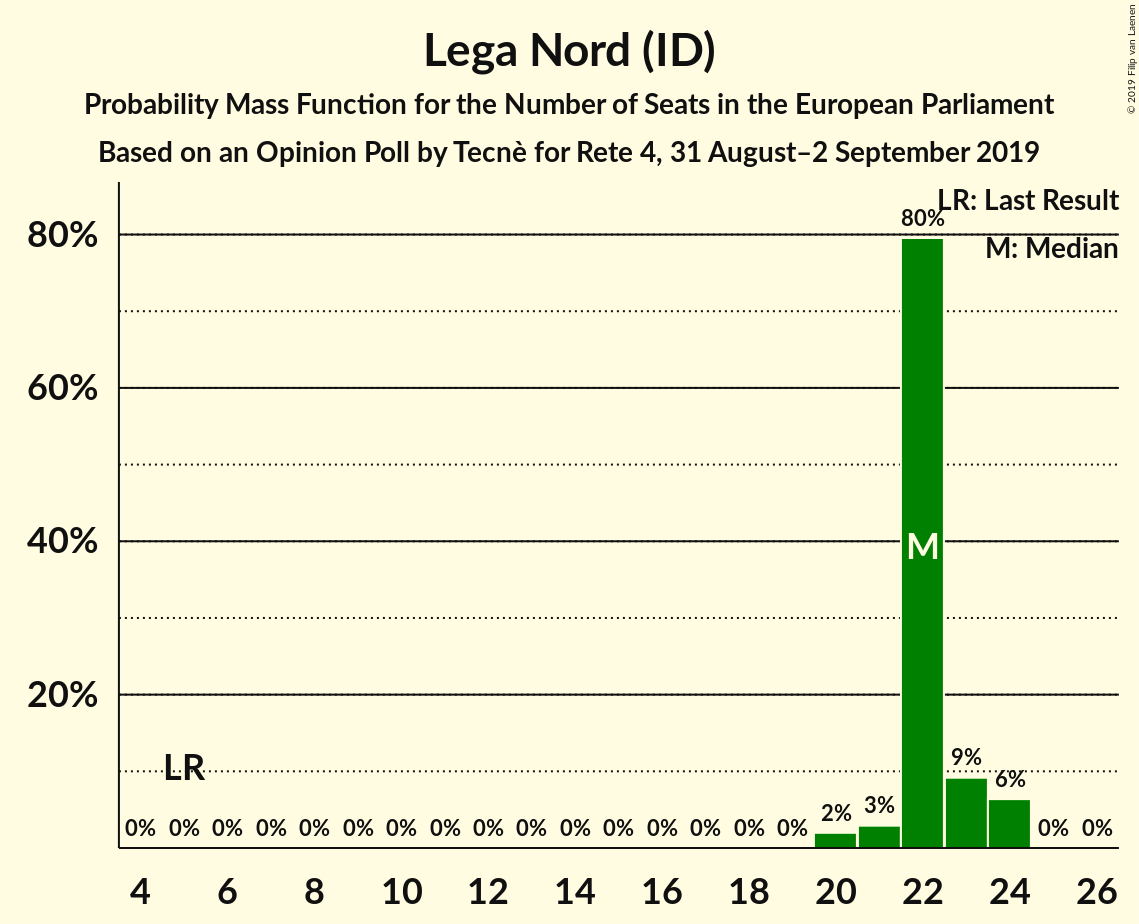 Lega Nord (ID)
Probability Mass Function for the Number of Seats in the European Parliament
Based on an Opinion Poll by Tecnè for Rete 4, 31 August–2 September 2019
© 2019 Filip van Laenen
LR: Last Result
M: Median
80%
60%
40%
20%
80%
M
LR
0% 0% 0% 0% 0% 0% 0% 0% 0% 0% 0% 0% 0% 0% 0% 0% 2% 3% 9% 6% 0% 0%
4 6 8 10 12 14 16 18 20 22 24 26